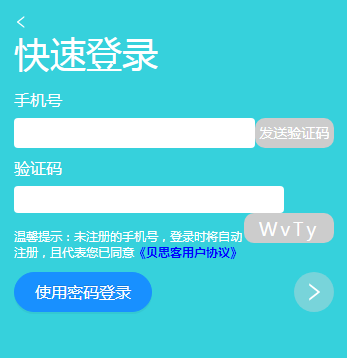 快速登录
手机号
发送验证码
验证码
WvTy
温馨提示：未注册的手机号，登录时将自动
注册，且代表您已同意《贝思客用户协议》
使用密码登录